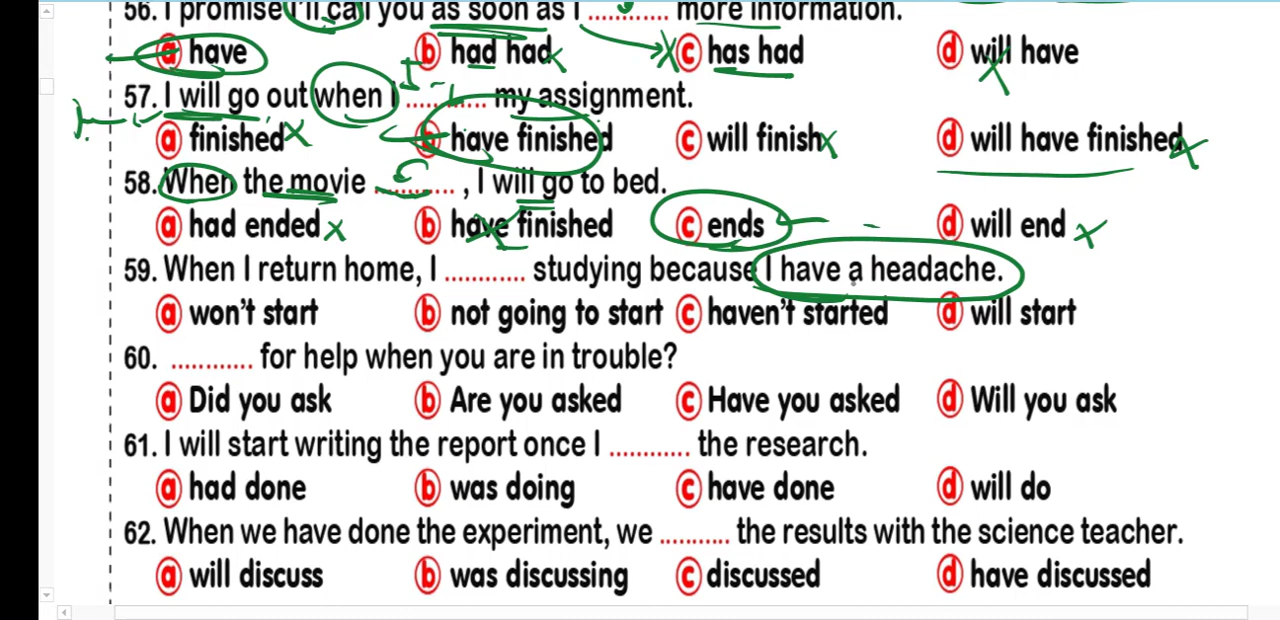 56. I promise I'll call you as soon as I ............ more information.
a have b had had c has had d will have
57. I will go out when I ............ my assignment.
a finished b have finished c will finish d will have finished
58. When the movie ............ , I will go to bed.
a had ended b have finished c ends d will end
59. When I return home, I ............ studying because I have a headache.
a won't start b not going to start c haven't started d will start
60. ............ for help when you are in trouble?
a Did you ask b Are you asked c Have you asked d Will you ask
61. I will start writing the report once I ............ the research.
a had done b was doing c have done d will do
62. When we have done the experiment, we ........... the results with the science teacher.
a will discuss b was discussing c discussed d have discussed